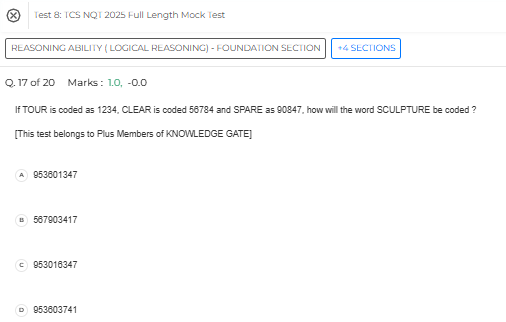 Test 8: TCS NQT 2025 Full Length Mock Test
REASONING ABILITY ( LOGICAL REASONING) - FOUNDATION SECTION +4 SECTIONS
Q. 17 of 20 Marks : 1.0, -0.0
If TOUR is coded as 1234, CLEAR is coded 56784 and SPARE as 90847, how will the word SCULPTURE be coded ?
[This test belongs to Plus Members of KNOWLEDGE GATE]
A 953601347
B 567903417
C 953016347
D 953603741